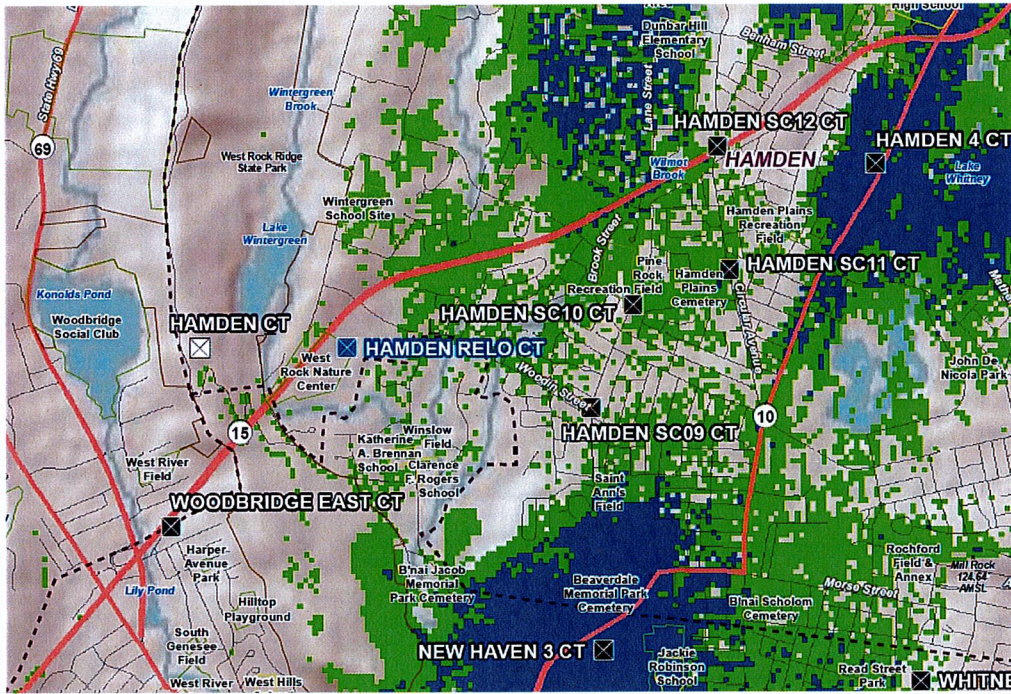 High School
Dunbar Hill
Elementary
School
Benham Street
State Hwy 69
Wintergreen
Brook
Lane Street
HAMDEN SC12 CT
69
HAMDEN
HAMDEN 4 CT
West Rock Ridge
State Park
Wilmot
Brook
Lake
Whitney
Wintergreen
School Site
Hamden Plains
Recreation
Field
Lake
Wintergreen
Brook Street
Pine
Rock
Recreation Field
Hamden
Plains
Cemetery
HAMDEN SC11 CT
Konolds Pond
Woodbridge
Social Club
HAMDEN CT
HAMDEN SC10 CT
Circular Avenue
HAMDEN RELO CT
West
Rock Nature
Center
John De
Nicola Park
Woodin Street
15
10
HAMDEN SC09 CT
Winslow
Field
Katherine
A. Brennan
School
Clarence
F. Rogers
School
West River
Field
Saint
Ann's
Field
WOODBRIDGE EAST CT
Harper
Avenue
Park
Rochford
Field &
Annex
Mill Rock
124.64
AMSL
B'nai Jacob
Memorial
Park Cemetery
Beaverdale
Memorial Park
Cemetery
Morse Street
Lily Pond
Hilltop
Playground
B'nai Scholom
Cemetery
South
Genesee
Field
NEW HAVEN 3 CT
Jackie
Robinson
School
Read Street
Park
West River
West Hills
WHITNE